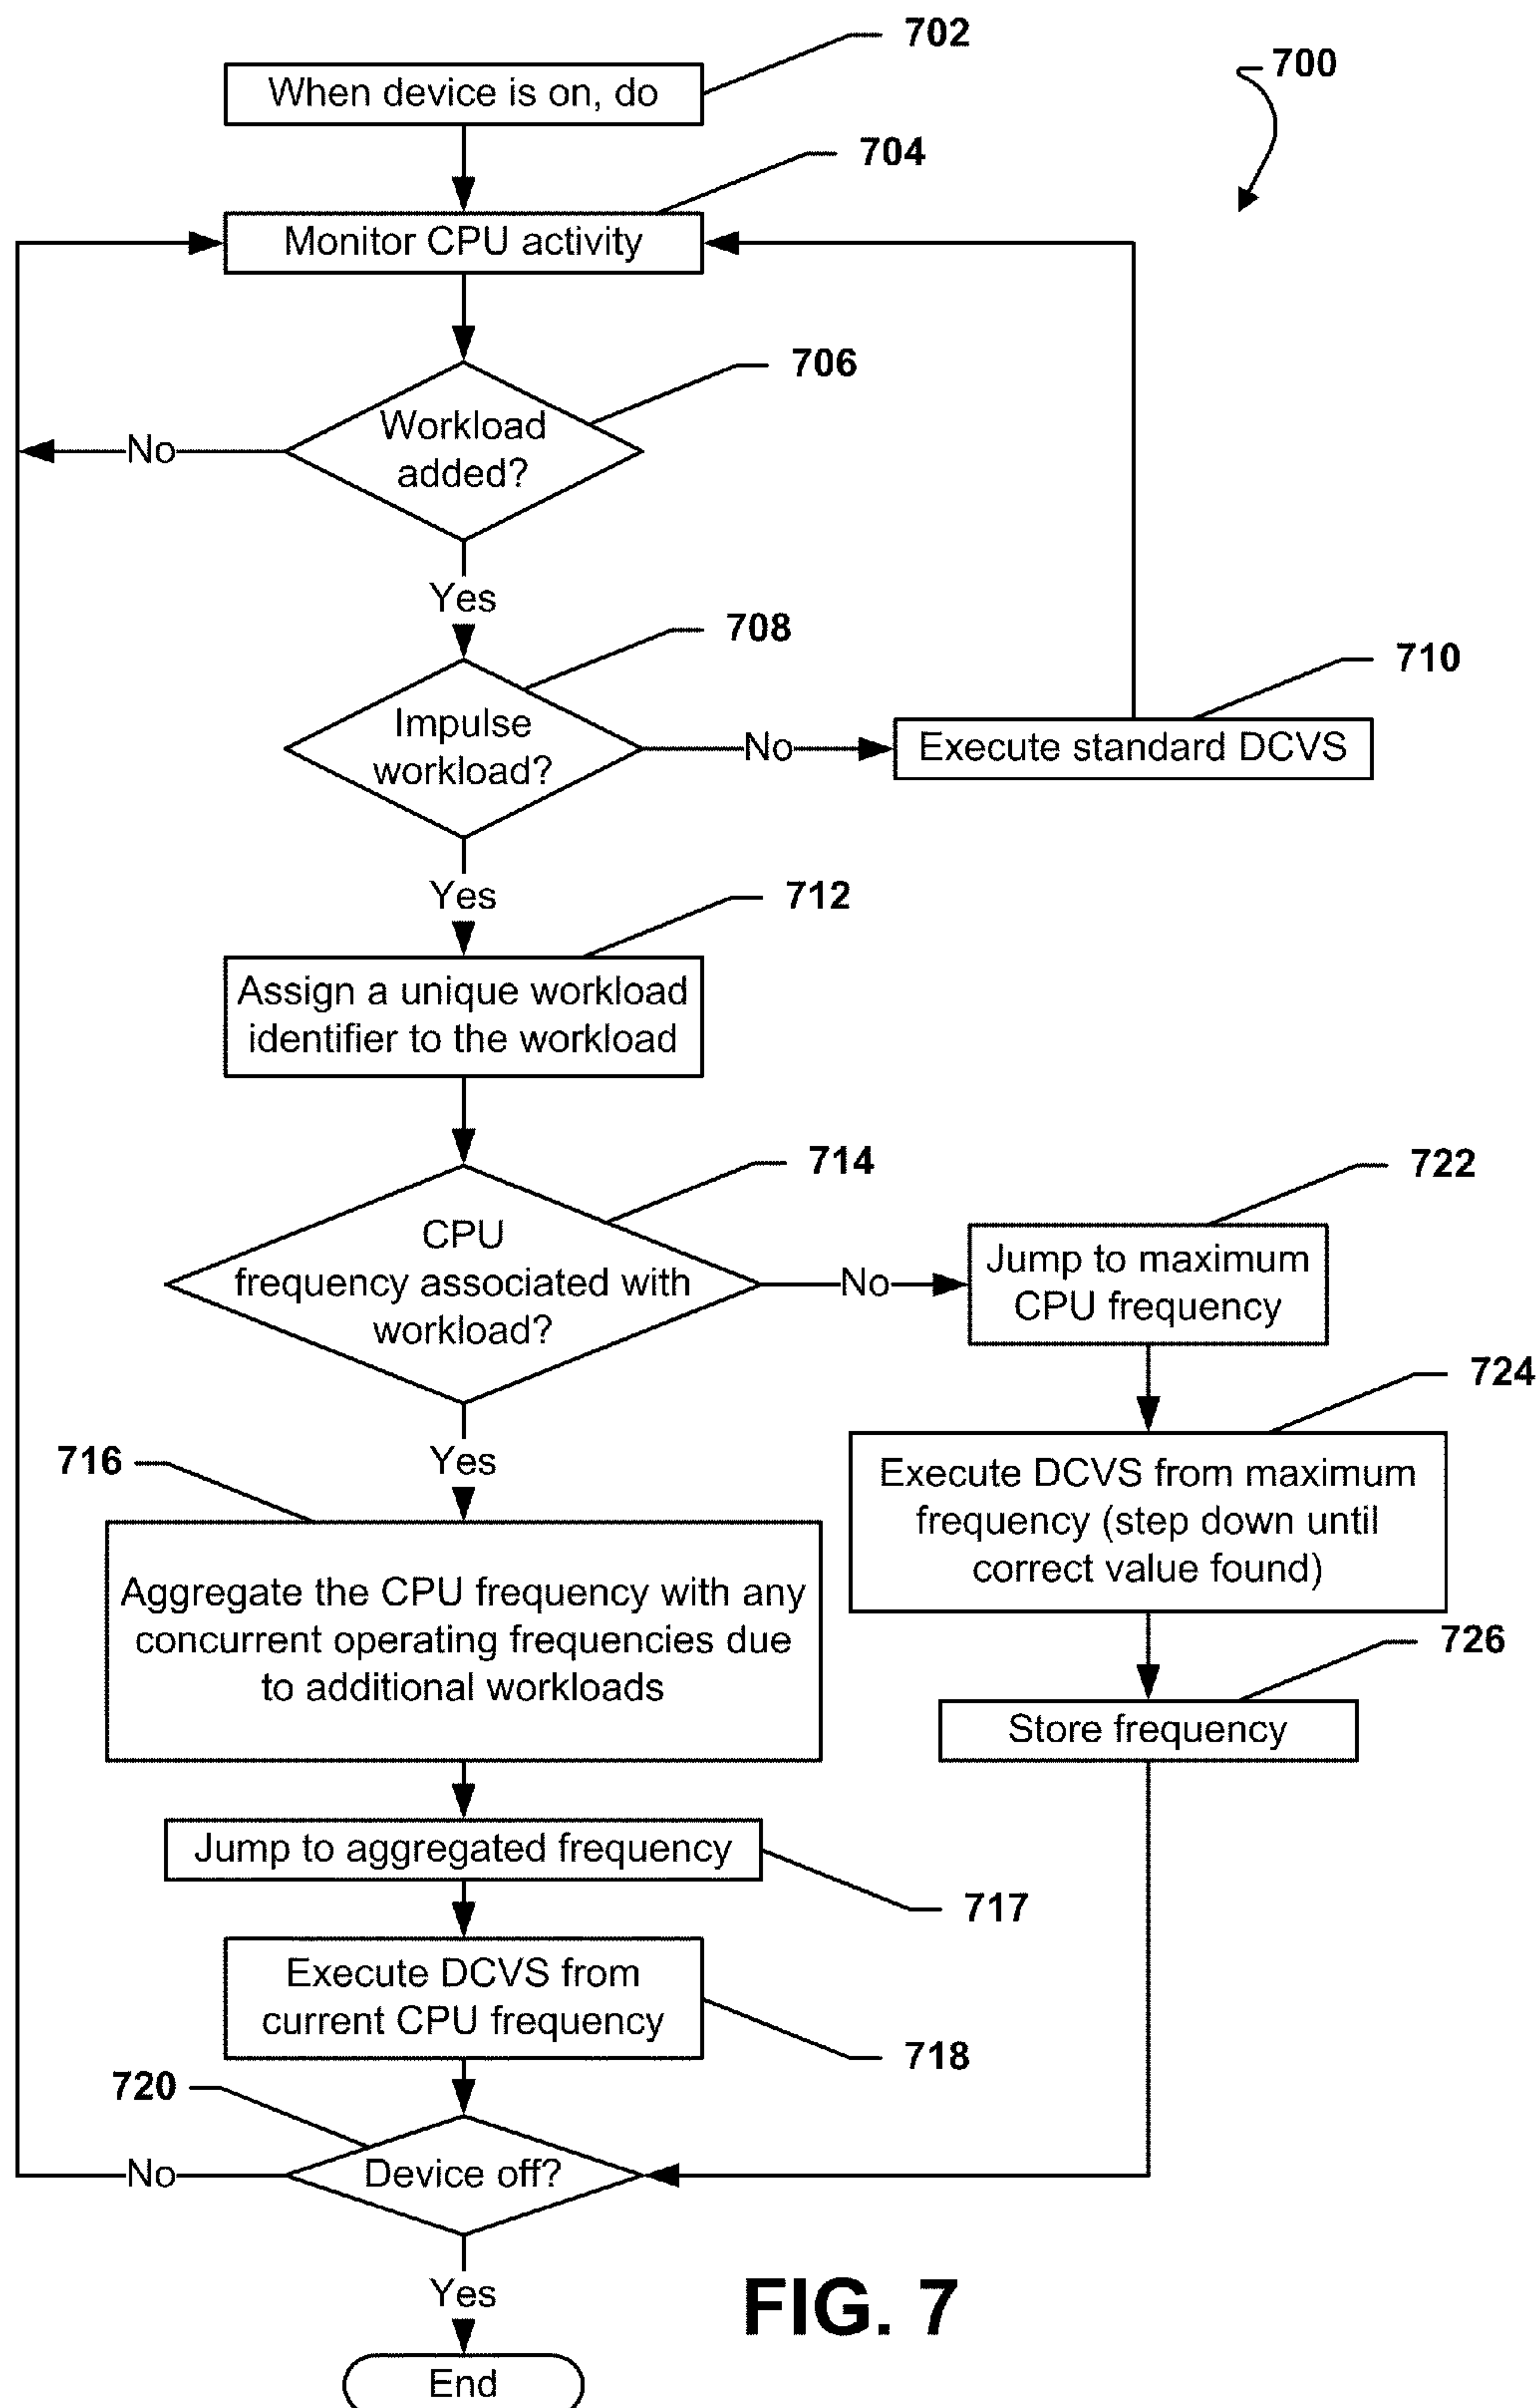 702
When device is on, do
700
704
Monitor CPU activity
706
Workload
added?
No
Yes
708
710
Impulse
workload?
No
Execute standard DCVS
Yes
712
Assign a unique workload
identifier to the workload
714
722
CPU
frequency associated with
workload?
No
Jump to maximum
CPU frequency
724
716
Yes
Execute DCVS from maximum
frequency (step down until
correct value found)
Aggregate the CPU frequency with any
concurrent operating frequencies due
to additional workloads
726
Store frequency
Jump to aggregated frequency
717
Execute DCVS from
current CPU frequency
718
720
Device off?
No
Yes
FIG. 7
End